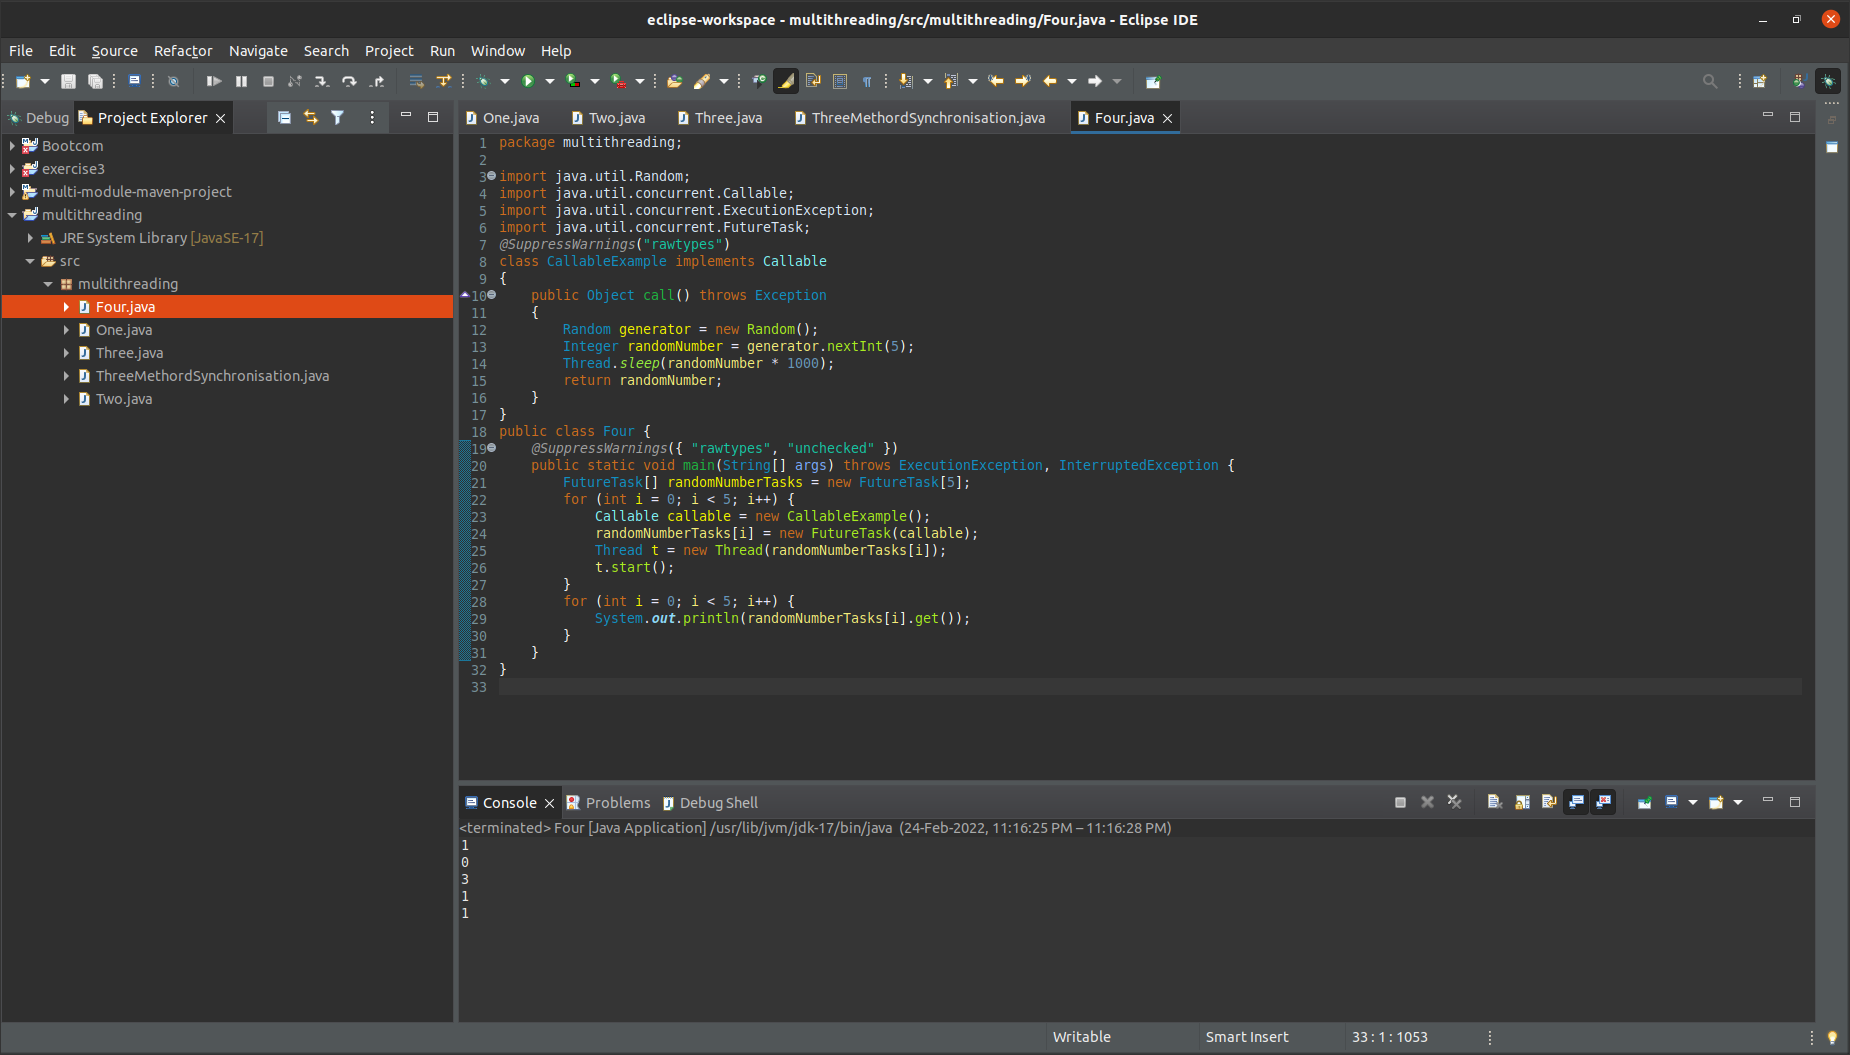 eclipse-workspace - multithreading/src/multithreading/Four.java - Eclipse IDE
File Edit Source Refactor Navigate Search Project Run Window Help
Debug Project Explorer
Bootcom
exercise3
multi-module-maven-project
multithreading
JRE System Library [JavaSE-17]
src
multithreading
Four.java
One.java
Three.java
ThreeMethordSynchronisation.java
Two.java
One.java Two.java Three.java ThreeMethordSynchronisation.java Four.java
1 package multithreading;
2
3 import java.util.Random;
4 import java.util.concurrent.Callable;
5 import java.util.concurrent.ExecutionException;
6 import java.util.concurrent.FutureTask;
7 @SuppressWarnings("rawtypes")
8 class CallableExample implements Callable
9 {
10     public Object call() throws Exception
11     {
12         Random generator = new Random();
13         Integer randomNumber = generator.nextInt(5);
14         Thread.sleep(randomNumber * 1000);
15         return randomNumber;
16     }
17 }
18 public class Four {
19     @SuppressWarnings({ "rawtypes", "unchecked" })
20     public static void main(String[] args) throws ExecutionException, InterruptedException {
21         FutureTask[] randomNumberTasks = new FutureTask[5];
22         for (int i = 0; i < 5; i++) {
23             Callable callable = new CallableExample();
24             randomNumberTasks[i] = new FutureTask(callable);
25             Thread t = new Thread(randomNumberTasks[i]);
26             t.start();
27         }
28         for (int i = 0; i < 5; i++) {
29             System.out.println(randomNumberTasks[i].get());
30         }
31     }
32 }
33
Console Problems Debug Shell
<terminated> Four [Java Application] /usr/lib/jvm/jdk-17/bin/java (24-Feb-2022, 11:16:25 PM – 11:16:28 PM)
1
0
3
1
1
Writable Smart Insert 33 : 1 : 1053